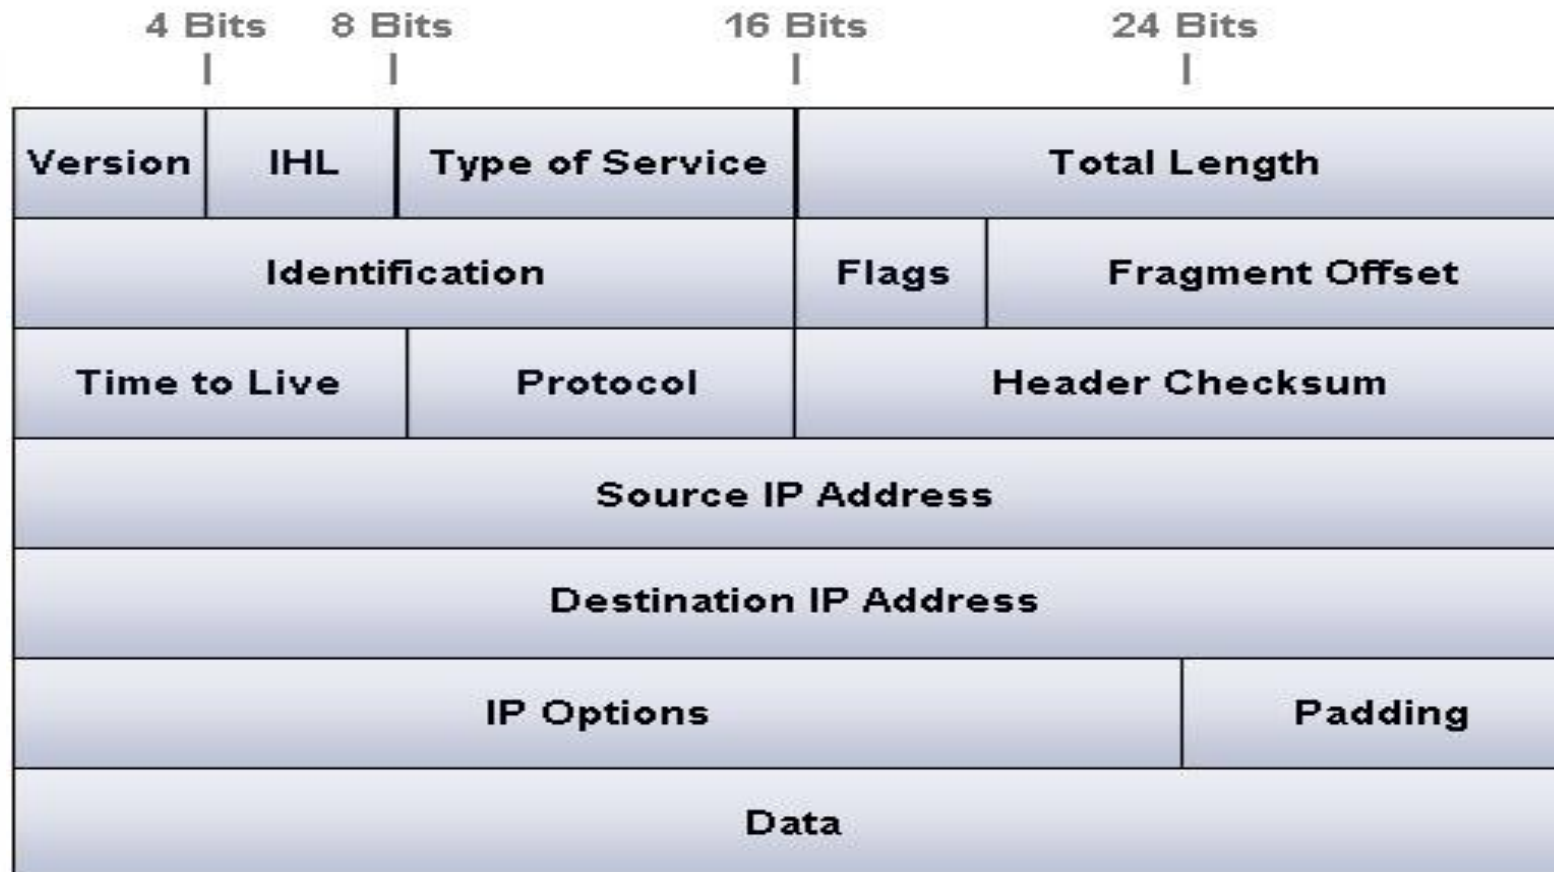 4 Bits 8 Bits 16 Bits 24 Bits
Version IHL Type of Service Total Length
Identification Flags Fragment Offset
Time to Live Protocol Header Checksum
Source IP Address
Destination IP Address
IP Options Padding
Data